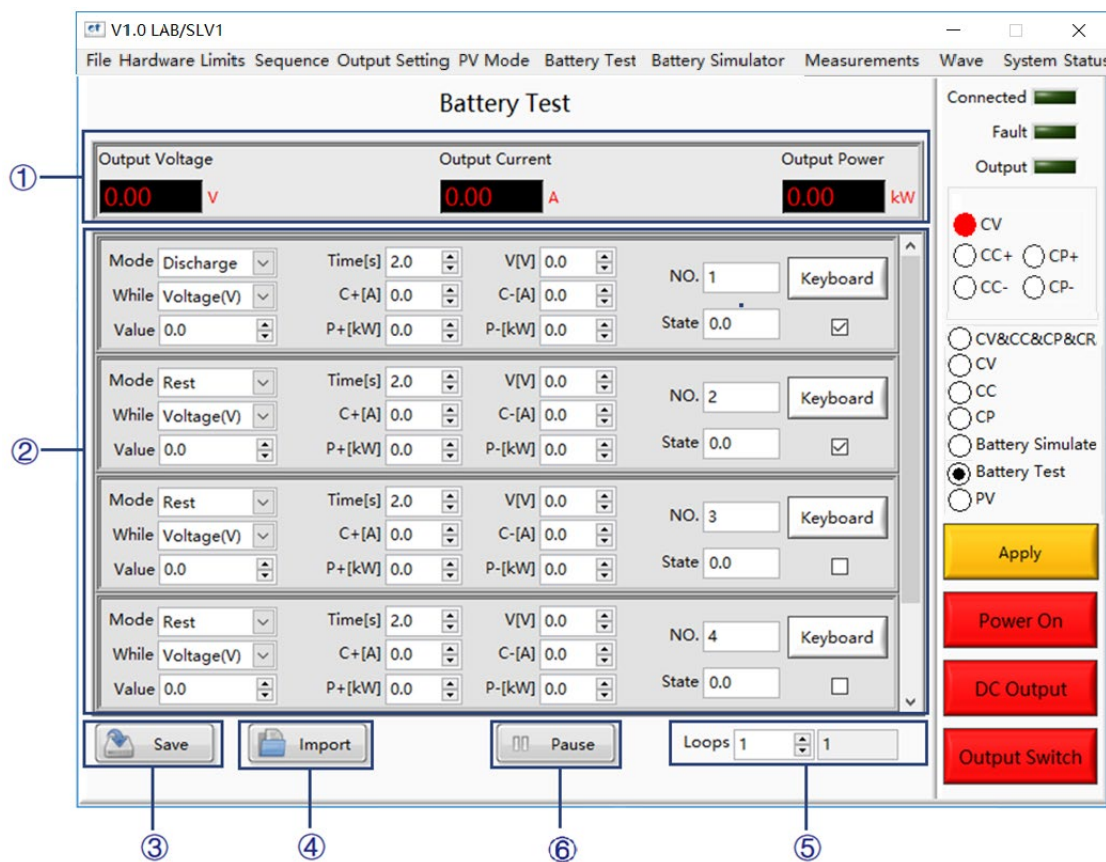 V1.0 LAB/SLV1
File Hardware Limits Sequence Output Setting PV Mode Battery Test Battery Simulator Measurements Wave System Status
Battery Test
Connected
Fault
Output
① Output Voltage Output Current Output Power
0.00 V 0.00 A 0.00 kW
CV
CC+ CP+
CC- CP-
②
Mode Discharge Time[s] 2.0 V[V] 0.0 NO. 1 Keyboard
While Voltage(V) C+[A] 0.0 C-[A] 0.0
Value 0.0 P+[kW] 0.0 P-[kW] 0.0 State 0.0
Mode Rest Time[s] 2.0 V[V] 0.0 NO. 2 Keyboard
While Voltage(V) C+[A] 0.0 C-[A] 0.0
Value 0.0 P+[kW] 0.0 P-[kW] 0.0 State 0.0
Mode Rest Time[s] 2.0 V[V] 0.0 NO. 3 Keyboard
While Voltage(V) C+[A] 0.0 C-[A] 0.0
Value 0.0 P+[kW] 0.0 P-[kW] 0.0 State 0.0
Mode Rest Time[s] 2.0 V[V] 0.0 NO. 4 Keyboard
While Voltage(V) C+[A] 0.0 C-[A] 0.0
Value 0.0 P+[kW] 0.0 P-[kW] 0.0 State 0.0
CV&CC&CP&CR
CV
CC
CP
Battery Simulate
Battery Test
PV
Apply
Power On
DC Output
Output Switch
Save Import Pause Loops 1 1
③ ④ ⑥ ⑤